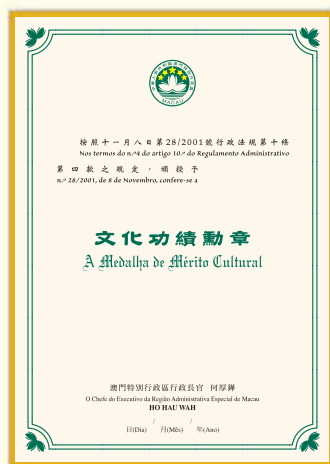 MACAU
按照十一月八日第28/2001號行政法規第十條
Nos termos do n.º4 do artigo 10.º do Regulamento Administrativo
第四款之規定，頒授予
n.º 28/2001, de 8 de Novembro, confere-se a
文化功績勳章
A Medalha de Mérito Cultural
澳門特別行政區行政長官 何厚鏵
O Chefe do Executivo da Região Administrativa Especial de Macau
HO HAU WAH
/ /
日(Dia) 月(Mês) 年(Ano)